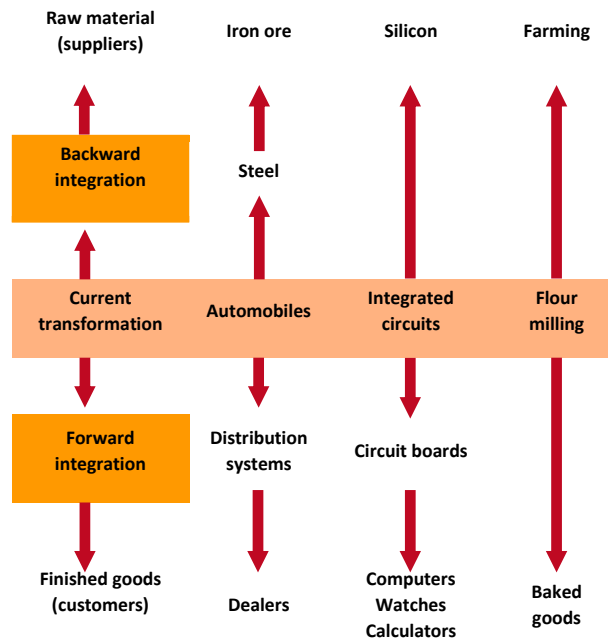 Raw material
(suppliers)
Iron ore
Silicon
Farming
Backward
integration
Steel
Current
transformation
Automobiles
Integrated
circuits
Flour
milling
Forward
integration
Distribution
systems
Circuit boards
Finished goods
(customers)
Dealers
Computers
Watches
Calculators
Baked
goods